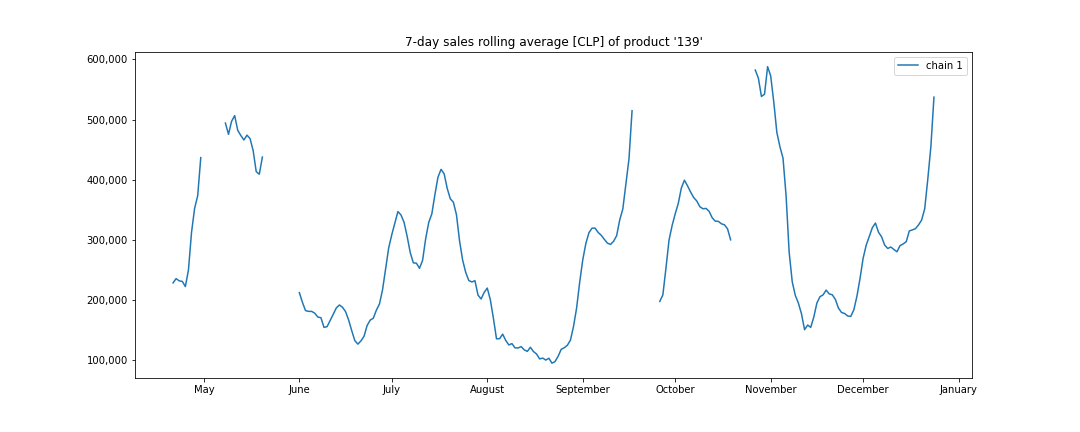 7-day sales rolling average [CLP] of product '139'
chain 1
600,000
500,000
400,000
300,000
200,000
100,000
May June July August September October November December January